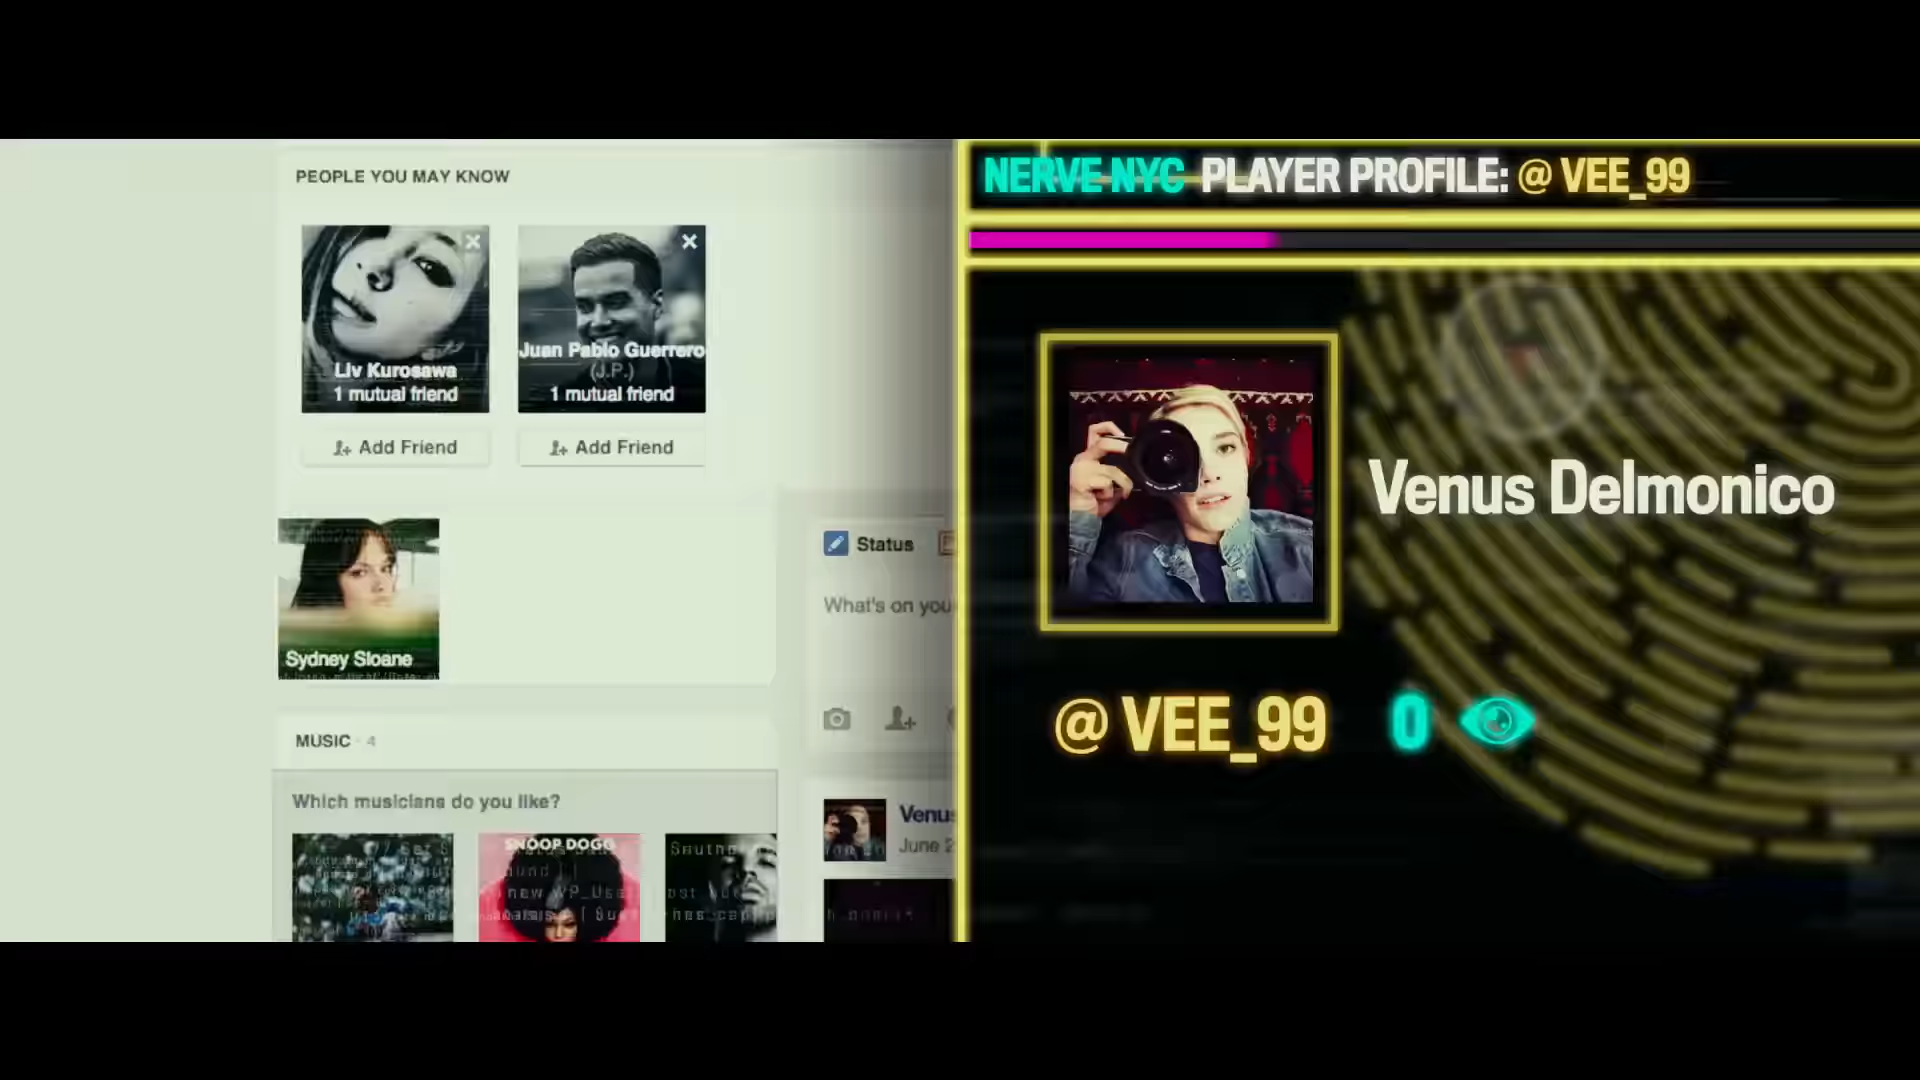 PEOPLE YOU MAY KNOW
Liv Kurosawa
1 mutual friend
Add Friend
Juan Pablo Guerrero
(J.P.)
1 mutual friend
Add Friend
Sydney Sloane
MUSIC · 4
Which musicians do you like?
SNOOP DOGG
Status
What's on you
Venus
June 2
NERVE NYC PLAYER PROFILE: @ VEE_99
Venus Delmonico
@ VEE_99 0